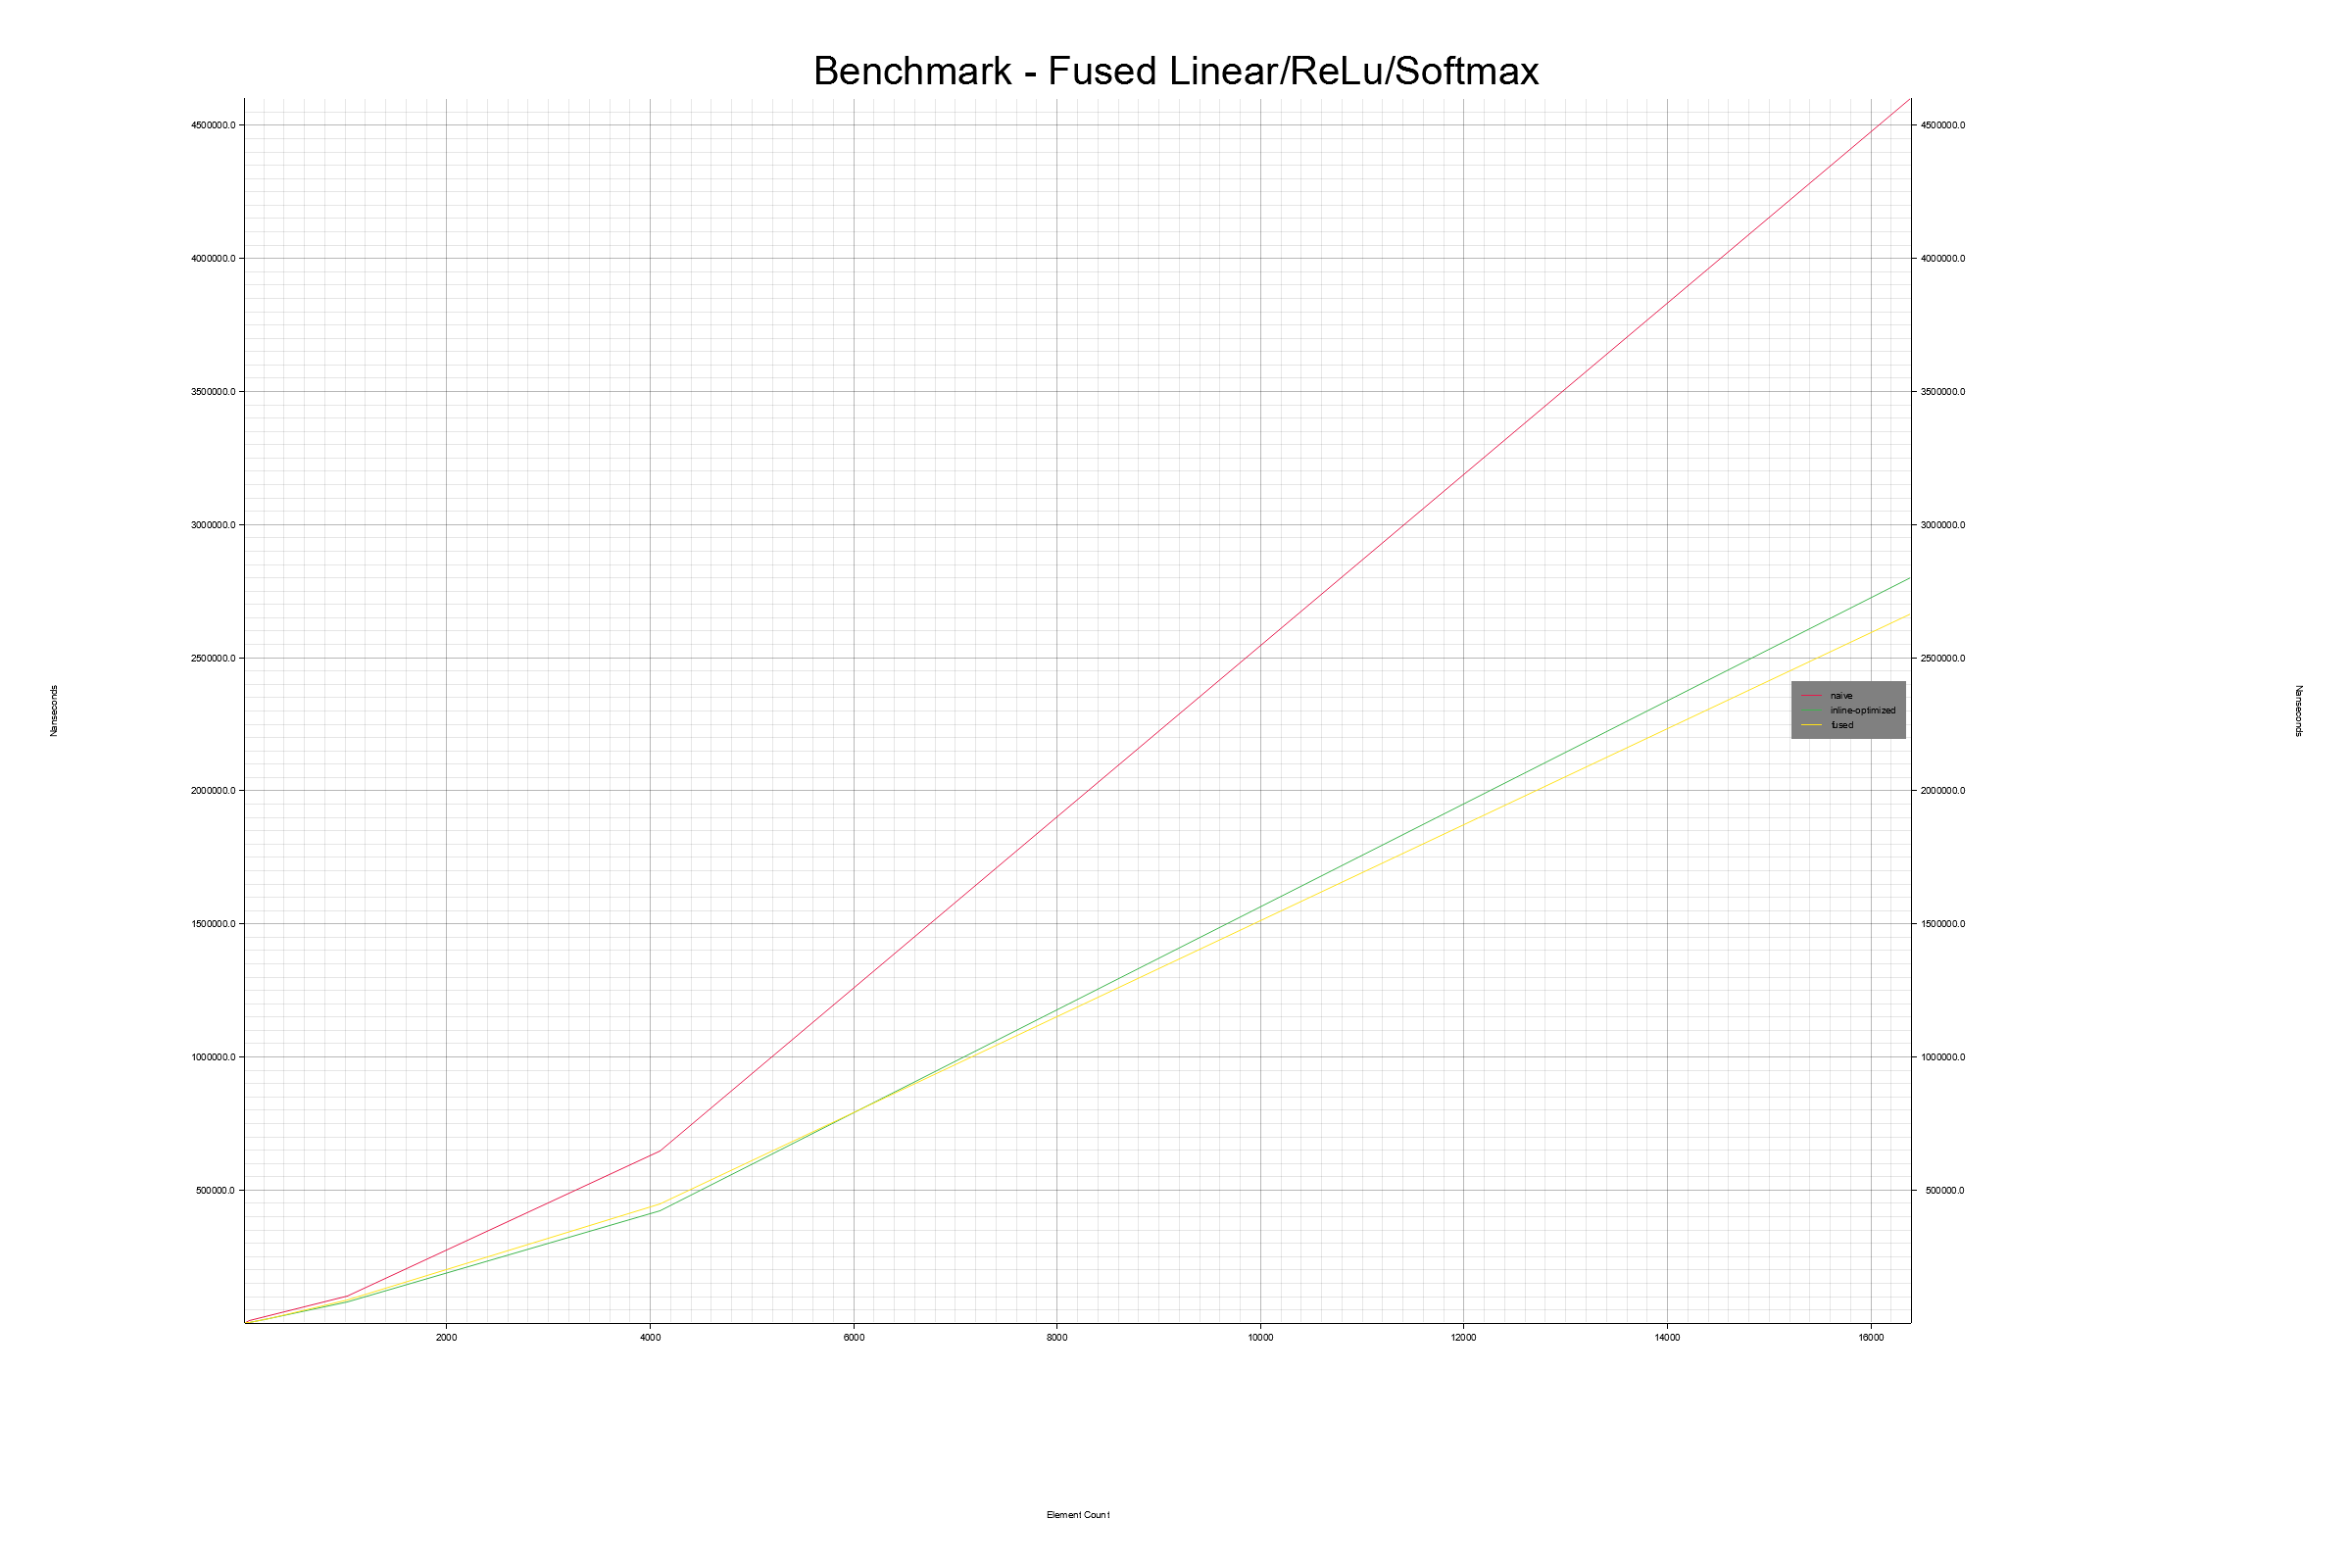 Benchmark - Fused Linear/ReLu/Softmax
4500000.0
4000000.0
3500000.0
3000000.0
2500000.0
2000000.0
1500000.0
1000000.0
500000.0
4500000.0
4000000.0
3500000.0
3000000.0
2500000.0
2000000.0
1500000.0
1000000.0
500000.0
Nanseconds
Nanseconds
naive
inline-optimized
fused
2000 4000 6000 8000 10000 12000 14000 16000
Element Count